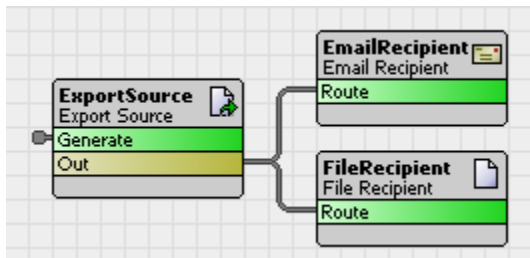 ExportSource
Export Source
Generate
Out
EmailRecipient
Email Recipient
Route
FileRecipient
File Recipient
Route